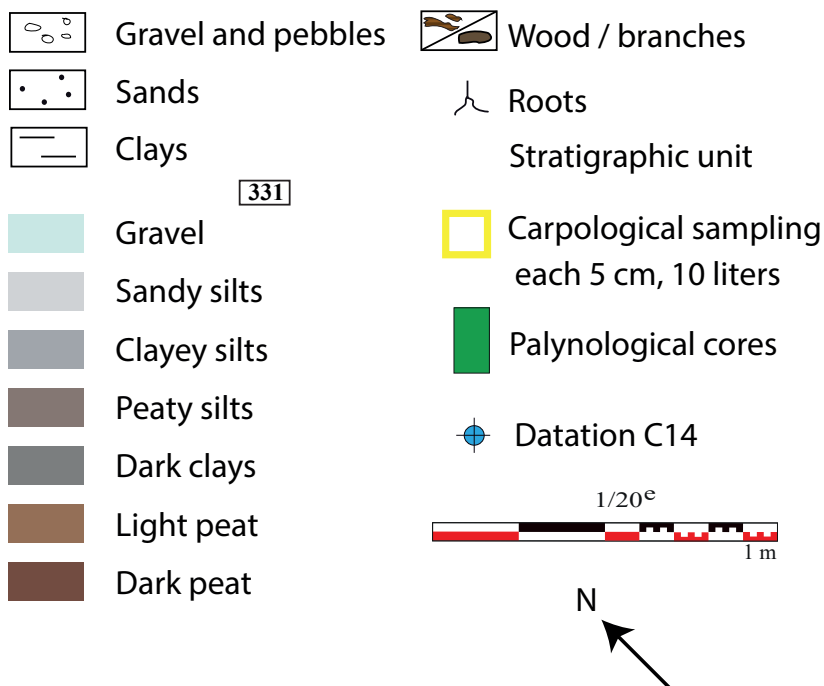 Gravel and pebbles
Sands
Clays
331
Gravel
Sandy silts
Clayey silts
Peaty silts
Dark clays
Light peat
Dark peat
Wood / branches
Roots
Stratigraphic unit
Carpological sampling
each 5 cm, 10 liters
Palynological cores
Datation C14
1/20e
1 m
N